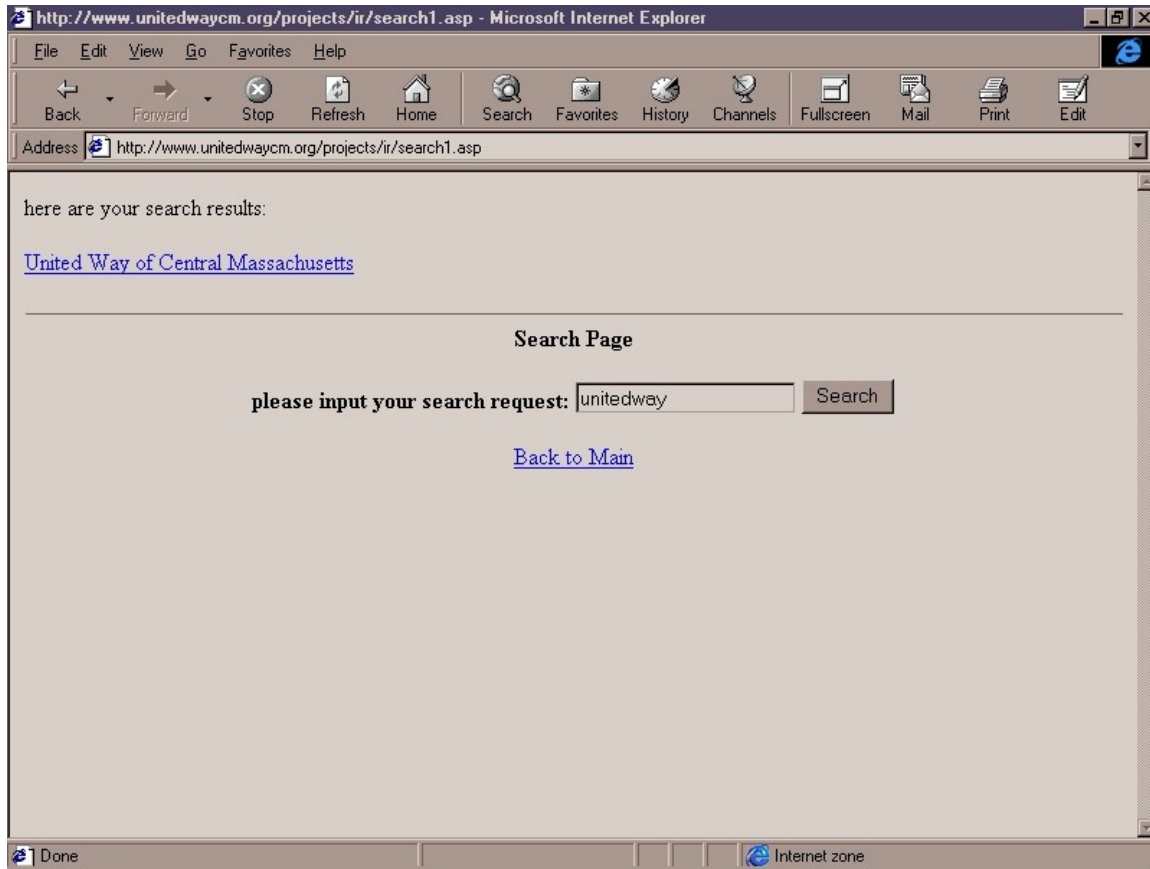 http://www.unitedwaycm.org/projects/ir/search1.asp - Microsoft Internet Explorer
File Edit View Go Favorites Help
Back Forward Stop Refresh Home Search Favorites History Channels Fullscreen Mail Print Edit
Address http://www.unitedwaycm.org/projects/ir/search1.asp
here are your search results:
United Way of Central Massachusetts
Search Page
please input your search request: unitedway Search
Back to Main
Done Internet zone